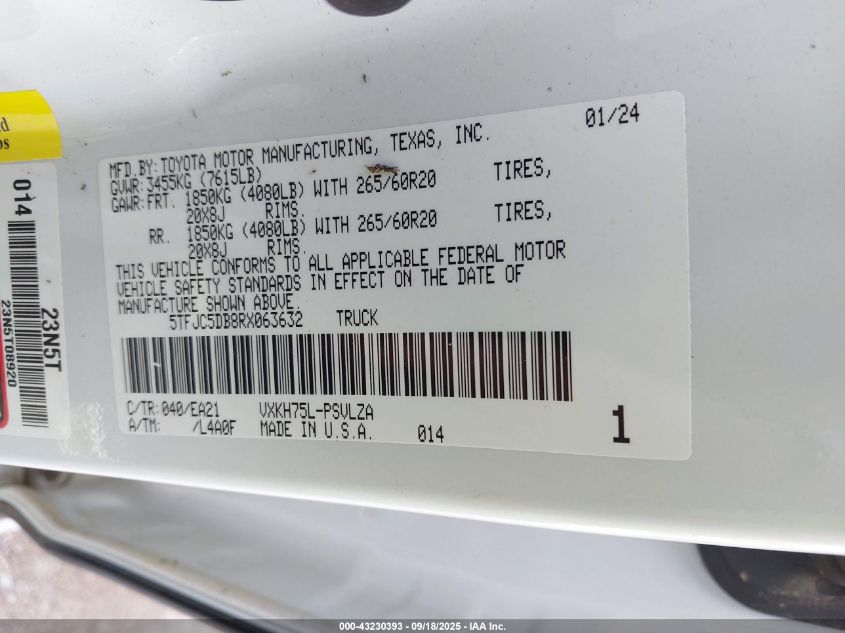 MFD.BY:TOYOTA MOTOR MANUFACTURING, TEXAS, INC. 01/24
GVWR:3455KG (7615LB)
GAWR:FRT. 1850KG (4080LB) WITH 265/60R20 TIRES,
20X8J RIMS.
RR. 1850KG (4080LB) WITH 265/60R20 TIRES,
20X8J RIMS.
THIS VEHICLE CONFORMS TO ALL APPLICABLE FEDERAL MOTOR
VEHICLE SAFETY STANDARDS IN EFFECT ON THE DATE OF
MANUFACTURE SHOWN ABOVE.
5TFJC5DB8RX063632 TRUCK
C/TR:040/EA21 VXKH75L-PSVLZA
A/TM: /L4A0F MADE IN U.S.A. 014 1
014
23N5T
23N5T08920
000-43230393 - 09/18/2025 - IAA Inc.